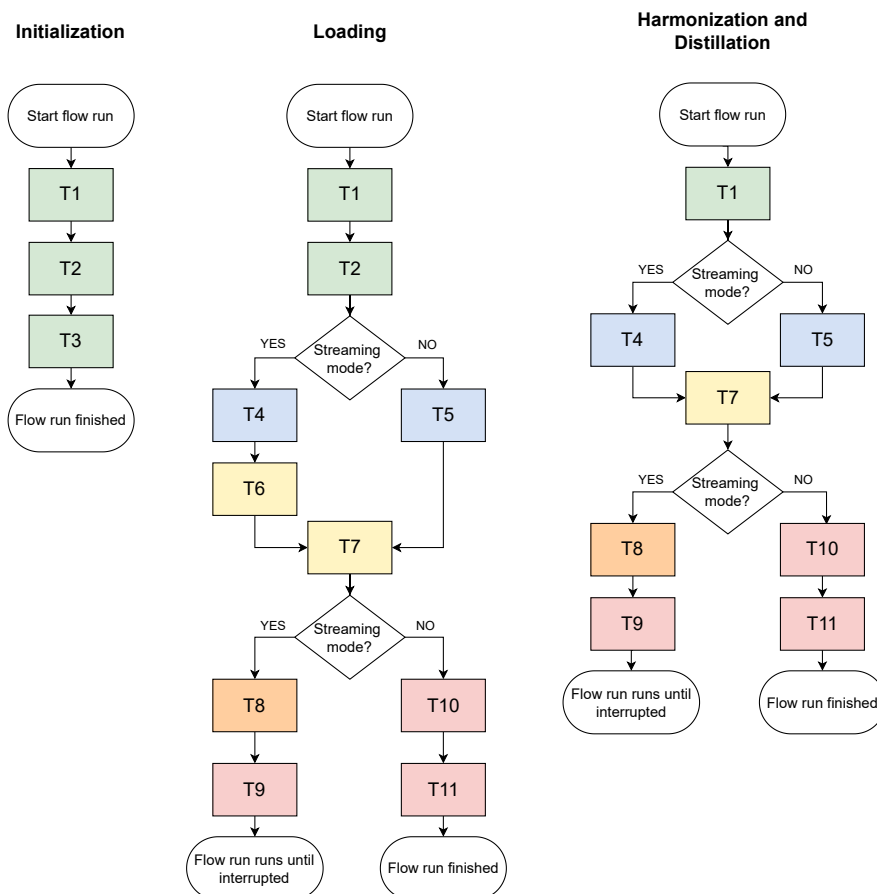 Initialization
Start flow run
T1
T2
T3
Flow run finished
Loading
Start flow run
T1
T2
Streaming
mode?
YES
NO
T4
T5
T6
T7
Streaming
mode?
YES
NO
T8
T10
T9
T11
Flow run runs until
interrupted
Flow run finished
Harmonization and
Distillation
Start flow run
T1
Streaming
mode?
YES
NO
T4
T5
T7
Streaming
mode?
YES
NO
T8
T10
T9
T11
Flow run runs until
interrupted
Flow run finished